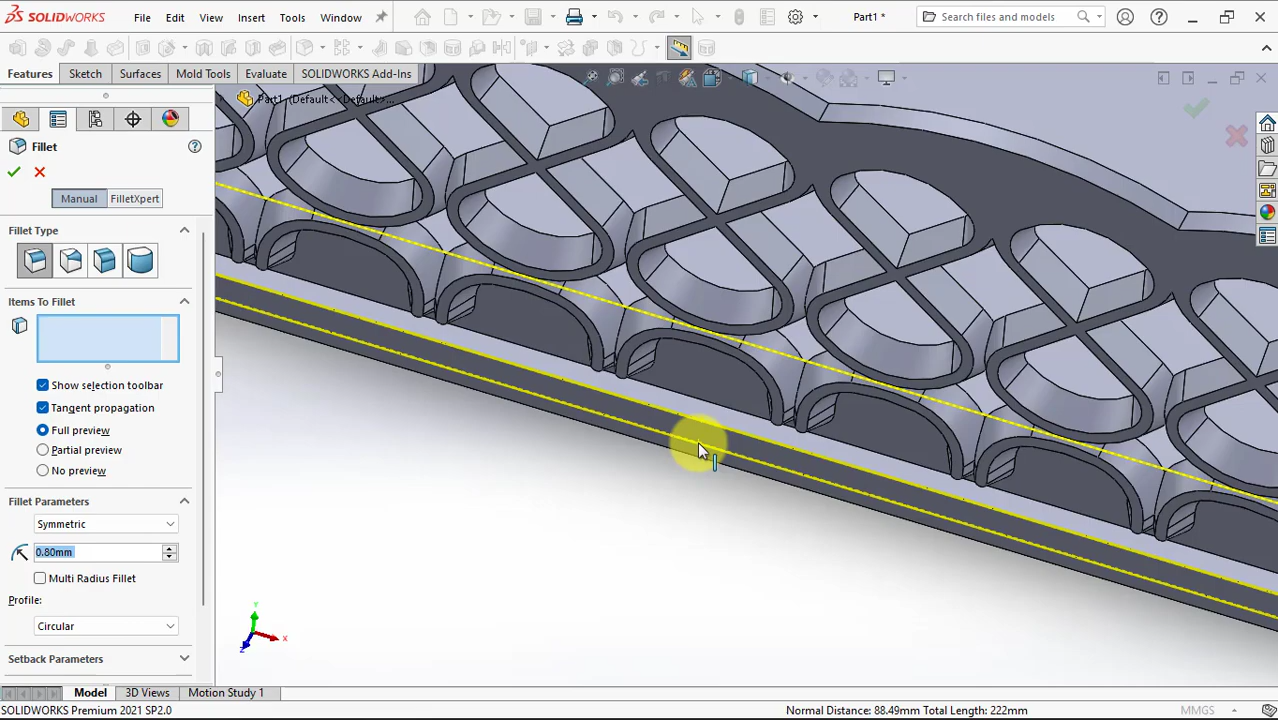 SOLIDWORKS File Edit View Insert Tools Window Part1 * Search files and models
Features Sketch Surfaces Mold Tools Evaluate SOLIDWORKS Add-Ins
Part1 (Default<<Default>...
Fillet
Manual FilletXpert
Fillet Type
Items To Fillet
Show selection toolbar
Tangent propagation
Full preview
Partial preview
No preview
Fillet Parameters
Symmetric
0.80mm
Multi Radius Fillet
Profile:
Circular
Setback Parameters
Y
X
Z
Model 3D Views Motion Study 1
SOLIDWORKS Premium 2021 SP2.0 Normal Distance: 88.49mm Total Length: 222mm MMGS